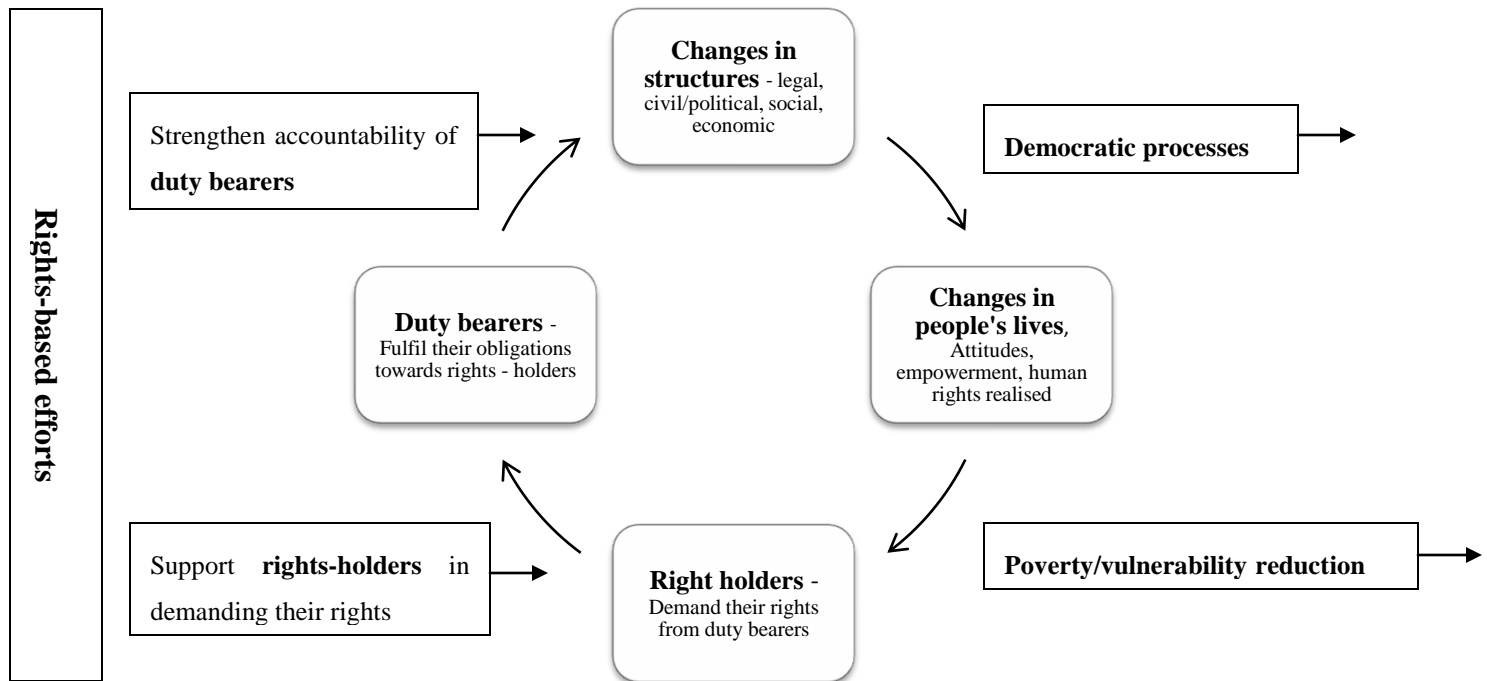 Rights-based efforts
Strengthen accountability of
duty bearers
Changes in
structures - legal,
civil/political, social,
economic
Democratic processes
Duty bearers -
Fulfil their obligations
towards rights - holders
Changes in
people's lives,
Attitudes,
empowerment, human
rights realised
Support rights-holders in
demanding their rights
Right holders -
Demand their rights
from duty bearers
Poverty/vulnerability reduction